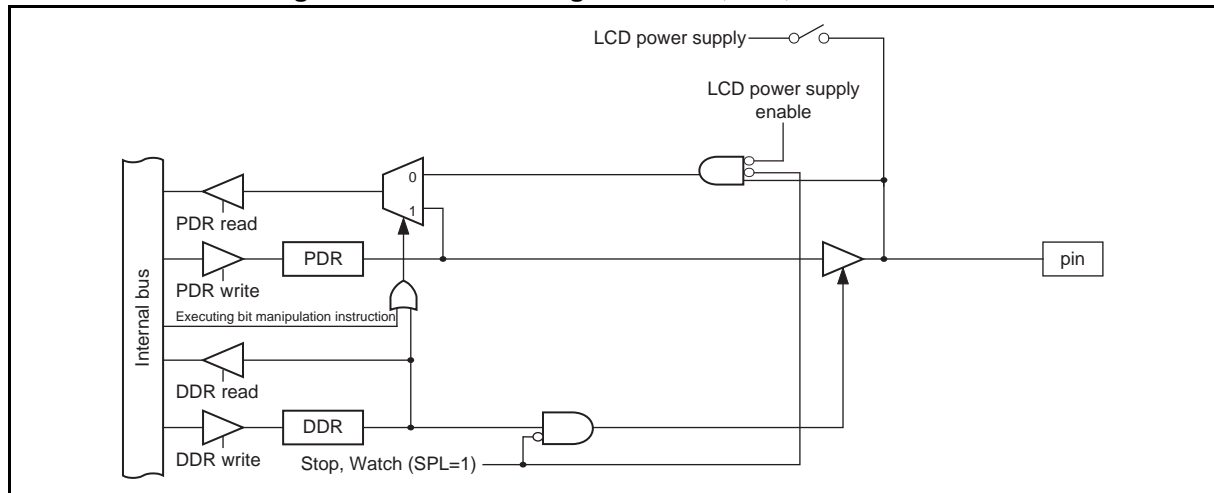 LCD power supply
LCD power supply
enable
0
1
PDR read
PDR
pin
PDR write
Executing bit manipulation instruction
Internal bus
DDR read
DDR
DDR write
Stop, Watch (SPL=1)